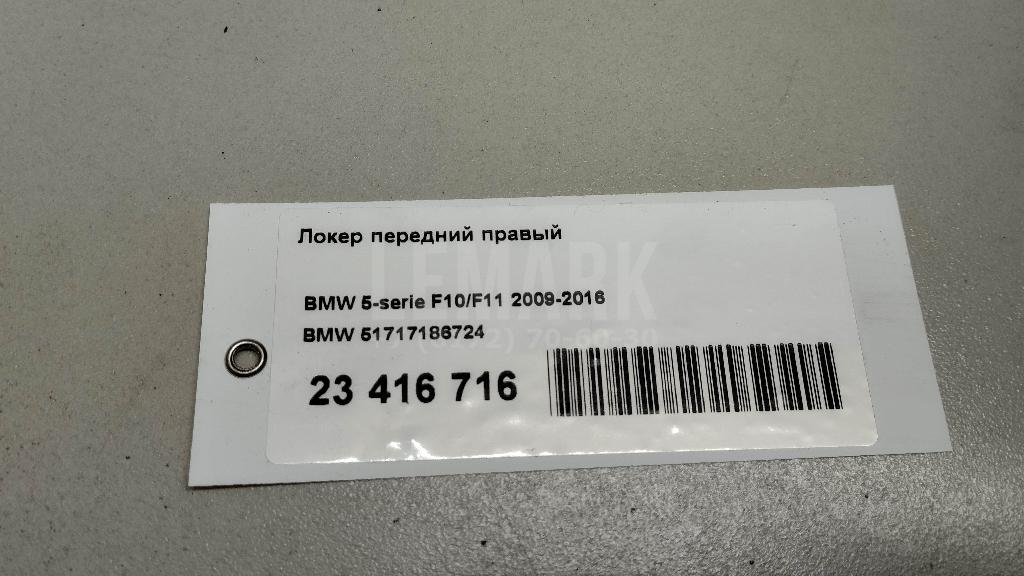 Локер передний правый
LEMARK
BMW 5-serie F10/F11 2009-2016
BMW 51717186724
23 416 716